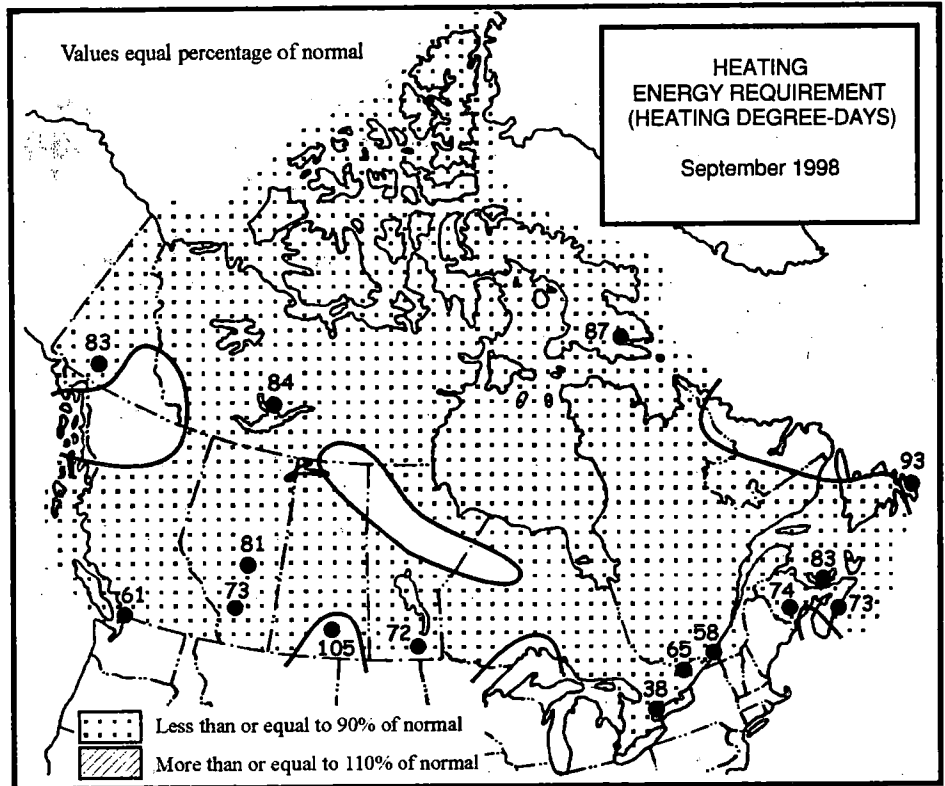 Values equal percentage of normal
HEATING
ENERGY REQUIREMENT
(HEATING DEGREE-DAYS)
September 1998
83
87
84
93
81
83
61
73
74
73
105
72
58
65
38
Less than or equal to 90% of normal
More than or equal to 110% of normal